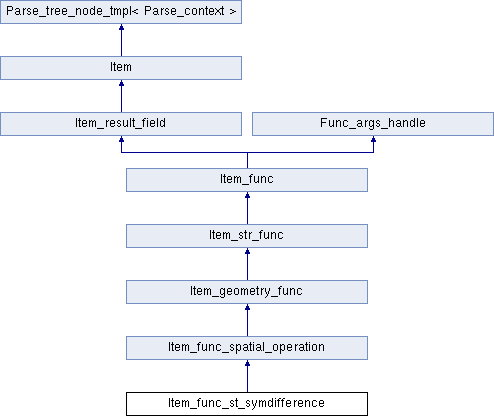 Parse_tree_node_tmpl< Parse_context >
Item
Item_result_field
Func_args_handle
Item_func
Item_str_func
Item_geometry_func
Item_func_spatial_operation
Item_func_st_symdifference